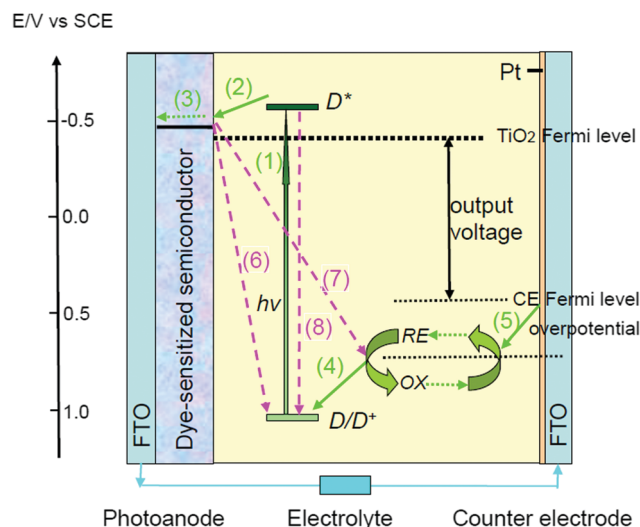 E/V vs SCE
Pt
-0.5
(3)
(2)
D*
TiO2 Fermi level
(1)
0.0
output
voltage
Dye-sensitized semiconductor
(6)
(7)
hv
(8)
CE Fermi level
0.5
(5)
overpotential
RE
(4)
OX
1.0
D/D+
FTO
FTO
Photoanode
Electrolyte
Counter electrode